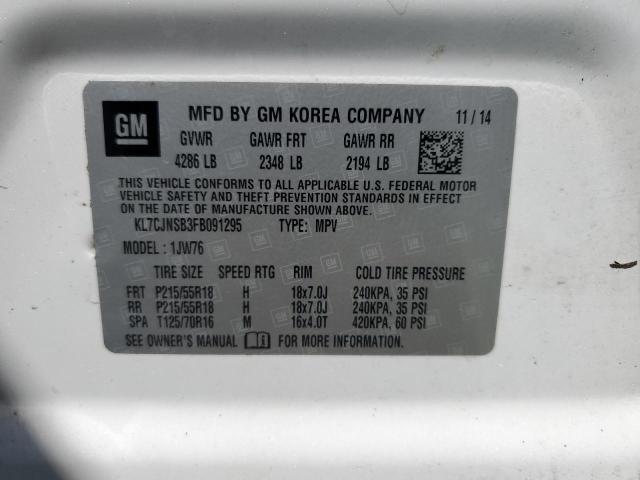 GM MFD BY GM KOREA COMPANY 11/14
GVWR GAWR FRT GAWR RR
4286 LB 2348 LB 2194 LB
THIS VEHICLE CONFORMS TO ALL APPLICABLE U.S. FEDERAL MOTOR
VEHICLE SAFETY AND THEFT PREVENTION STANDARDS IN EFFECT ON
THE DATE OF MANUFACTURE SHOWN ABOVE.
KL7CJNSB3FB091295 TYPE: MPV
MODEL : 1JW76
TIRE SIZE SPEED RTG RIM COLD TIRE PRESSURE
FRT P215/55R18 H 18x7.0J 240KPA, 35 PSI
RR P215/55R18 H 18x7.0J 240KPA, 35 PSI
SPA T125/70R16 M 16x4.0T 420KPA, 60 PSI
SEE OWNER'S MANUAL FOR MORE INFORMATION.